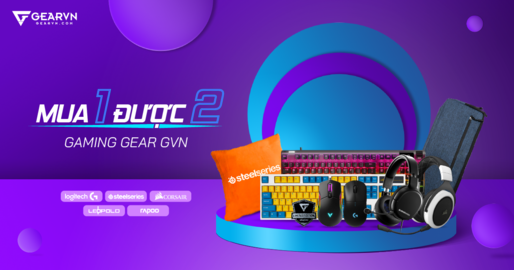 GEARVN
GEARVN.COM
MUA 1 ĐƯỢC 2
GAMING GEAR GVN
logitech G
steelseries
CORSAIR
LEOPOLD
rapoo
steelseries